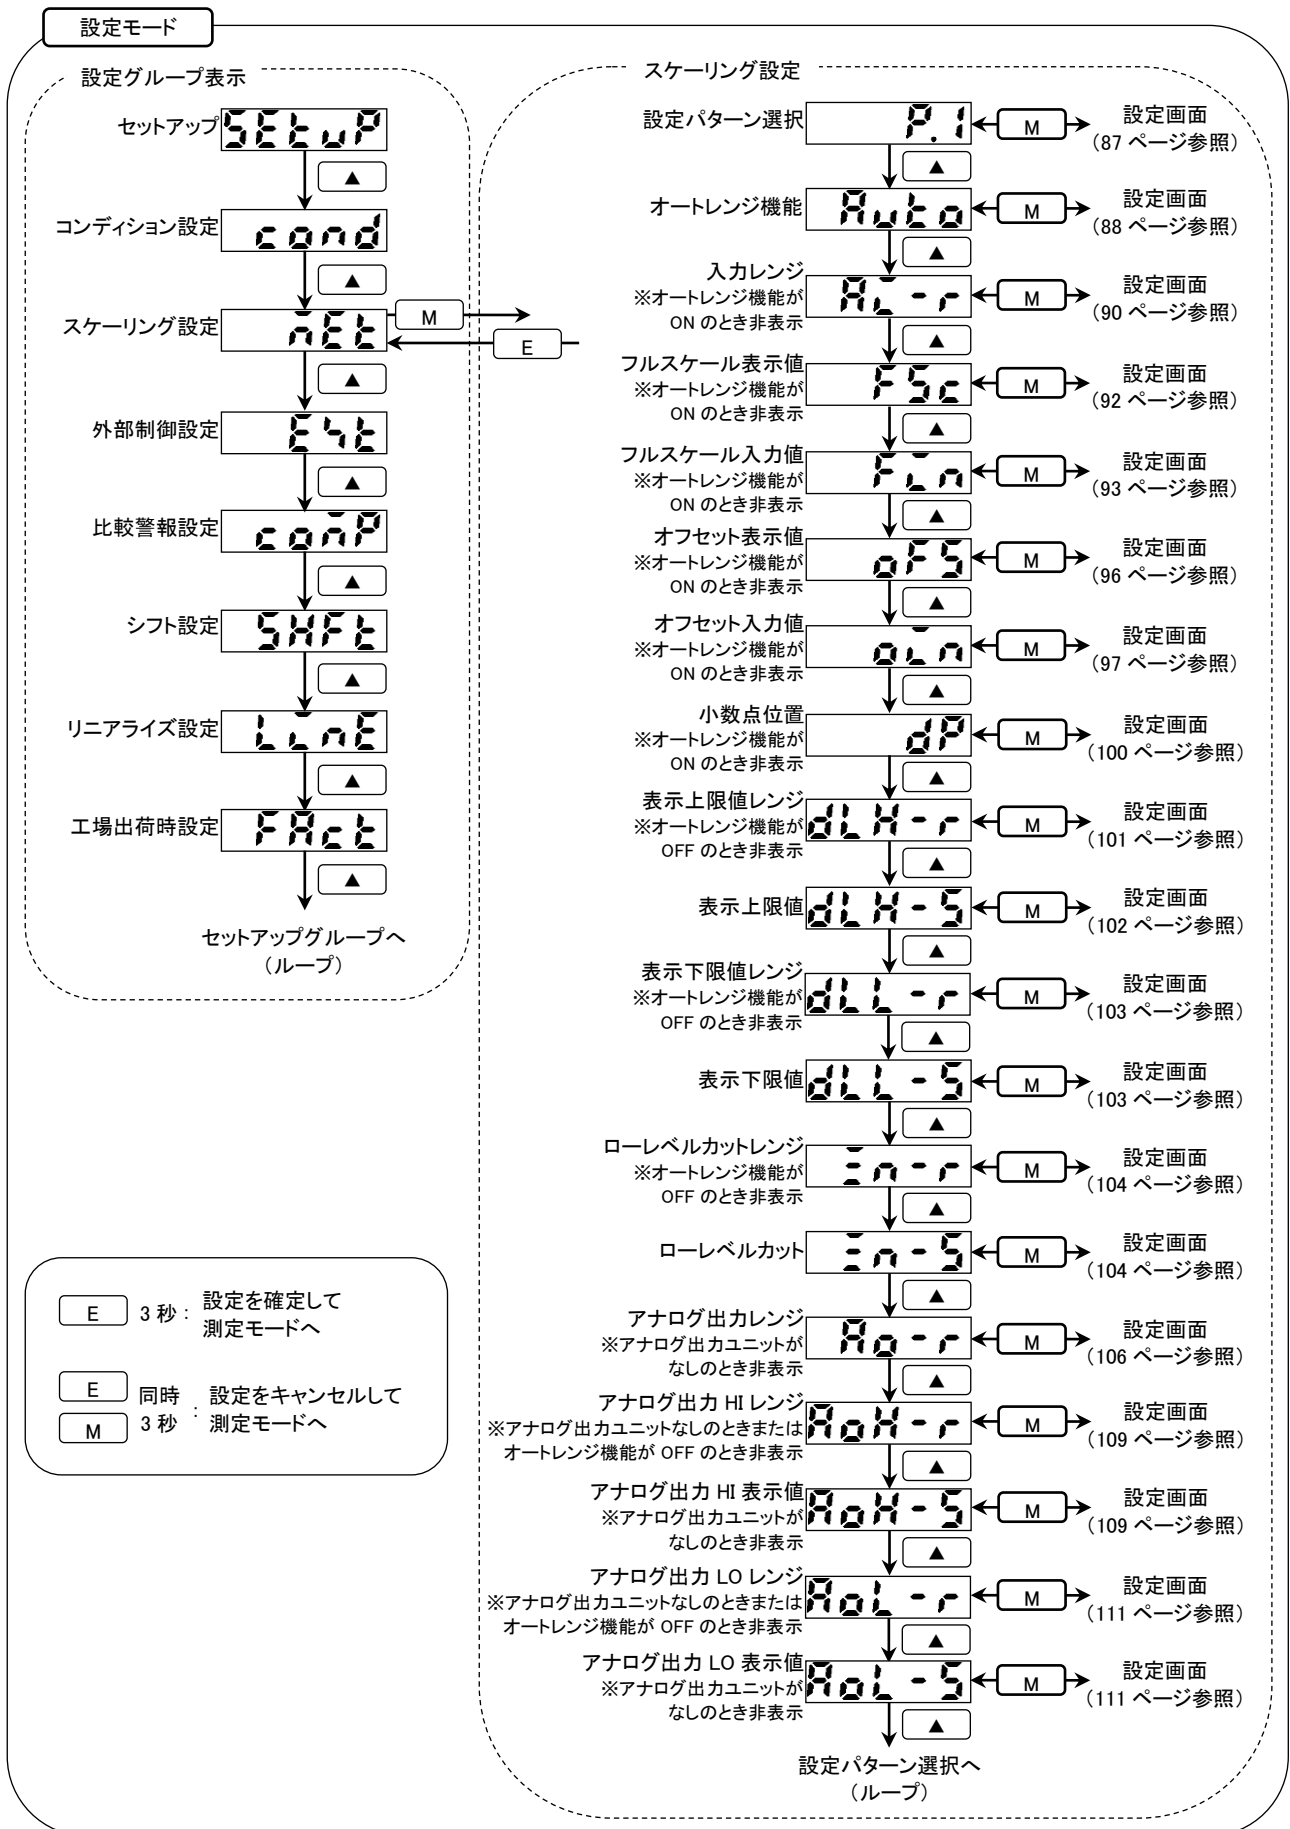 設定モード
設定グループ表示
セットアップ
SEtuP
▲
コンディション設定
cond
▲
スケーリング設定
mEt
M
E
▲
外部制御設定
▲
比較警報設定
comP
▲
シフト設定
SHFt
▲
リニアライズ設定
LinE
▲
工場出荷時設定
FAct
▲
セットアップグループへ
（ループ）
E 3 秒 : 設定を確定して
測定モードへ
E 同時
M 3 秒 : 設定をキャンセルして
測定モードへ
スケーリング設定
設定パターン選択 P.1 M 設定画面
（87 ページ参照）
▲
オートレンジ機能 Auto M 設定画面
（88 ページ参照）
▲
入力レンジ
※オートレンジ機能が
ON のとき非表示
Ai-r M 設定画面
（90 ページ参照）
▲
フルスケール表示値
※オートレンジ機能が
ON のとき非表示
FSc M 設定画面
（92 ページ参照）
▲
フルスケール入力値
※オートレンジ機能が
ON のとき非表示
Fin M 設定画面
（93 ページ参照）
▲
オフセット表示値
※オートレンジ機能が
ON のとき非表示
oFS M 設定画面
（96 ページ参照）
▲
オフセット入力値
※オートレンジ機能が
ON のとき非表示
oin M 設定画面
（97 ページ参照）
▲
小数点位置
※オートレンジ機能が
ON のとき非表示
dP M 設定画面
（100 ページ参照）
▲
表示上限値レンジ
※オートレンジ機能が
OFF のとき非表示
dLH-r M 設定画面
（101 ページ参照）
▲
表示上限値 dLH-S M 設定画面
（102 ページ参照）
▲
表示下限値レンジ
※オートレンジ機能が
OFF のとき非表示
dLL-r M 設定画面
（103 ページ参照）
▲
表示下限値 dLL-S M 設定画面
（103 ページ参照）
▲
ローレベルカットレンジ
※オートレンジ機能が
OFF のとき非表示
M 設定画面
（104 ページ参照）
▲
ローレベルカット M 設定画面
（104 ページ参照）
▲
アナログ出力レンジ
※アナログ出力ユニットが
なしのとき非表示
Ao-r M 設定画面
（106 ページ参照）
▲
アナログ出力 HI レンジ
※アナログ出力ユニットなしのときまたは
オートレンジ機能が OFF のとき非表示
AoH-r M 設定画面
（109 ページ参照）
▲
アナログ出力 HI 表示値
※アナログ出力ユニットが
なしのとき非表示
AoH-S M 設定画面
（109 ページ参照）
▲
アナログ出力 LO レンジ
※アナログ出力ユニットなしのときまたは
オートレンジ機能が OFF のとき非表示
AoL-r M 設定画面
（111 ページ参照）
▲
アナログ出力 LO 表示値
※アナログ出力ユニットが
なしのとき非表示
AoL-S M 設定画面
（111 ページ参照）
▲
設定パターン選択へ
（ループ）